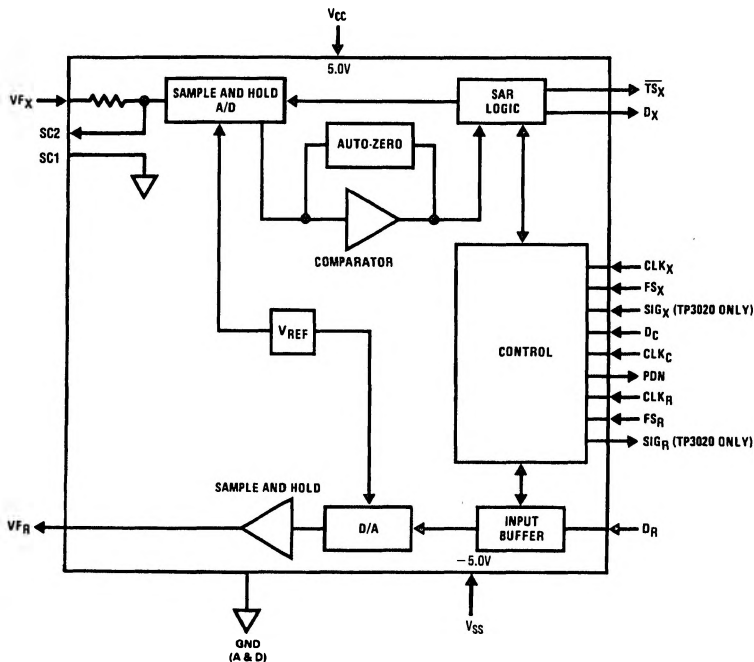 VCC
5.0V
VFX
SC2
SC1
SAMPLE AND HOLD
A/D
SAR
LOGIC
TSX
DX
AUTO-ZERO
COMPARATOR
VREF
CONTROL
CLKX
FSX
SIGX (TP3020 ONLY)
DC
CLKC
PDN
CLKR
FSR
SIGR (TP3020 ONLY)
SAMPLE AND HOLD
VFR
D/A
INPUT
BUFFER
DR
−5.0V
VSS
GND
(A & D)